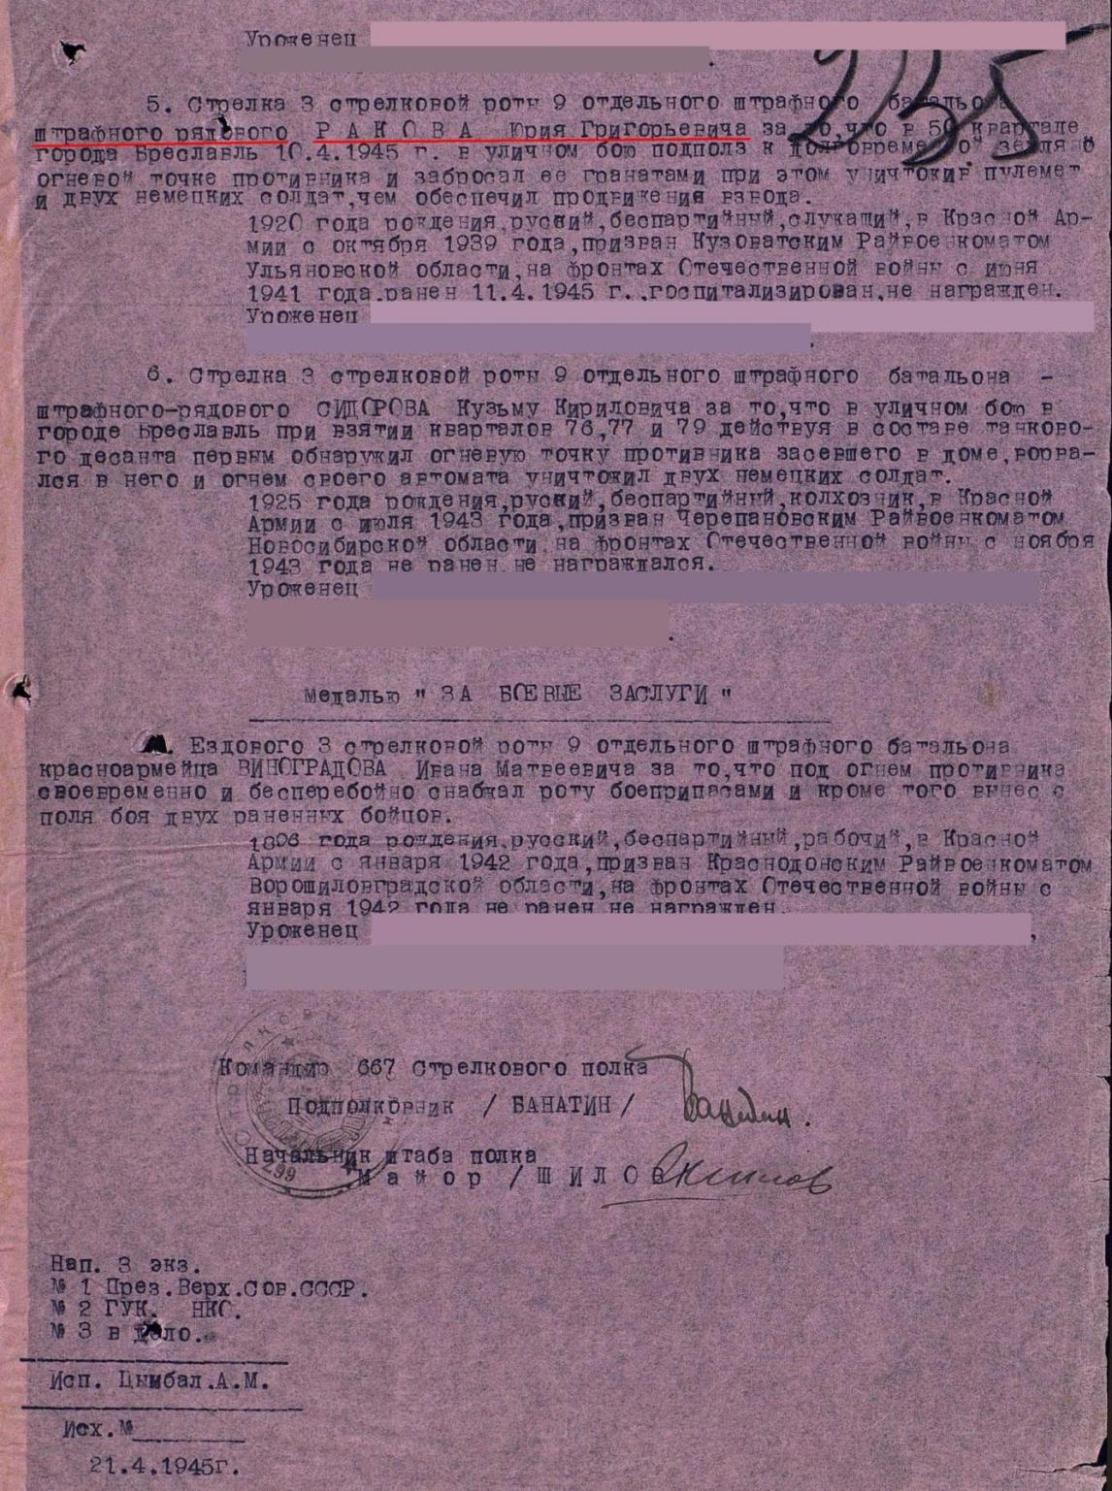 Уроженец
5. Стрелка 3 стрелковой роты 9 отдельного штрафного батальона
штрафного рядового РАКОВА Юрия Григорьевича за то,что в 50 квартале
города Бреславль 10.4.1945 г. в уличном бою подполз к долговременной земляной
огневой точке противника и забросал ее гранатами при этом уничтожив пулемет
и двух немецких солдат,чем обеспечил продвижения взвода.
1920 года рождения,руский,беспартийный,служащий,в Красной Ар-
мии с октября 1939 года,призван Кузоватским Райвоенкоматом
Ульяновской области,на фронтах Отечественной войны с июня
1941 года.ранен 11.4.1945 г.,госпитализирован,не награжден.
Уроженец
6. Стрелка 3 стрелковой роты 9 отдельного штрафного батальона -
штрафного-рядового СИДОРОВА Кузьму Кириловича за то,что в уличном бою в
городе Бреславль при взятии кварталов 76,77 и 79 действуя в составе танково-
го десанта первым обнаружил огневую точку противника засевшего в доме,ворва-
лся в него и огнем своего автомата уничтожил двух немецких солдат.
1925 года рождения,руский,беспартийный,колхозник,в Красной
Армии с июля 1943 года,призван Черепановским Райвоенкоматом
Новосибирской области,на фронтах Отечественной войны с ноября
1943 года не ранен,не награждался.
Уроженец
медалью " ЗА БОЕВЫЕ ЗАСЛУГИ "
Ездового 3 стрелковой роты 9 отдельного штрафного батальона
красноармейца ВИНОГРАДОВА Ивана Матвеевича за то,что под огнем противника
своевременно и бесперебойно снабжал роту боеприпасами и кроме того вынес с
поля боя двух раненных бойцов.
года рождения,русский,беспартийный,рабочий,в Красной
Армии с января 1942 года,призван Краснодонским Райвоенкоматом
Ворошиловградской области,на фронтах Отечественной войны с
января 1942 года не ранен не награжден.
Уроженец
Командир 667 Стрелкового полка
Подполковник / БАНАТИН /
Начальник штаба полка
Майор / ШИЛОВ
Нап. 3 экз.
№ 1 През.Верх.Сов.СССР.
№ 2 ГУК. НКО.
№ 3 в дело.
Исп. Цымбал.А.М.
Исх.№
21.4.1945г.